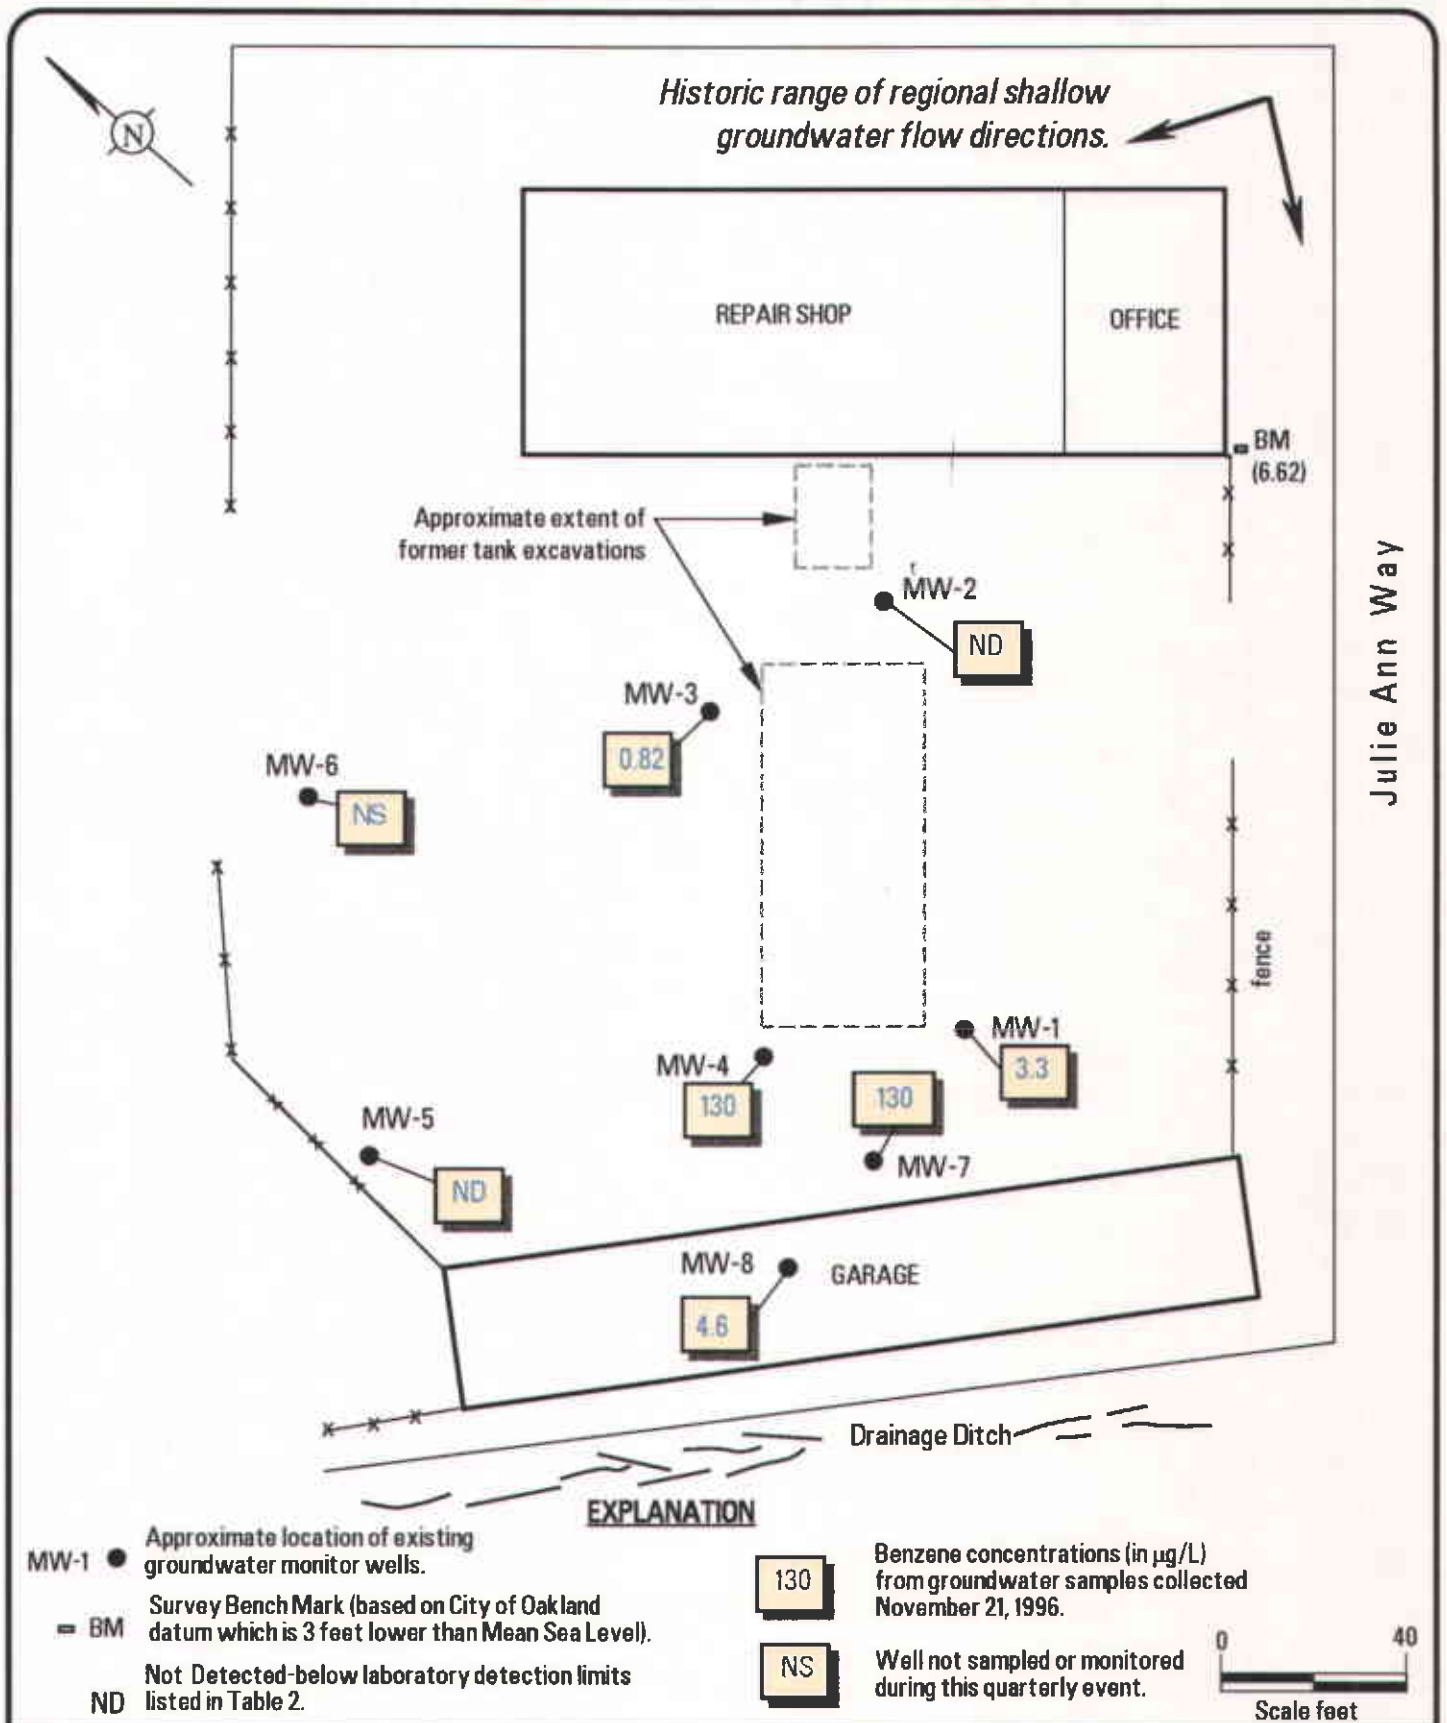 N
Historic range of regional shallow
groundwater flow directions.
REPAIR SHOP
OFFICE
BM
(6.62)
Approximate extent of
former tank excavations
MW-2
ND
MW-3
0.82
MW-6
NS
Julie Ann Way
fence
MW-1
3.3
MW-4
130
130
MW-7
MW-5
ND
MW-8
GARAGE
4.6
Drainage Ditch
EXPLANATION
MW-1 Approximate location of existing
groundwater monitor wells.
BM Survey Bench Mark (based on City of Oakland
datum which is 3 feet lower than Mean Sea Level).
ND Not Detected-below laboratory detection limits
listed in Table 2.
130 Benzene concentrations (in µg/L)
from groundwater samples collected
November 21, 1996.
NS Well not sampled or monitored
during this quarterly event.
0 40
Scale feet